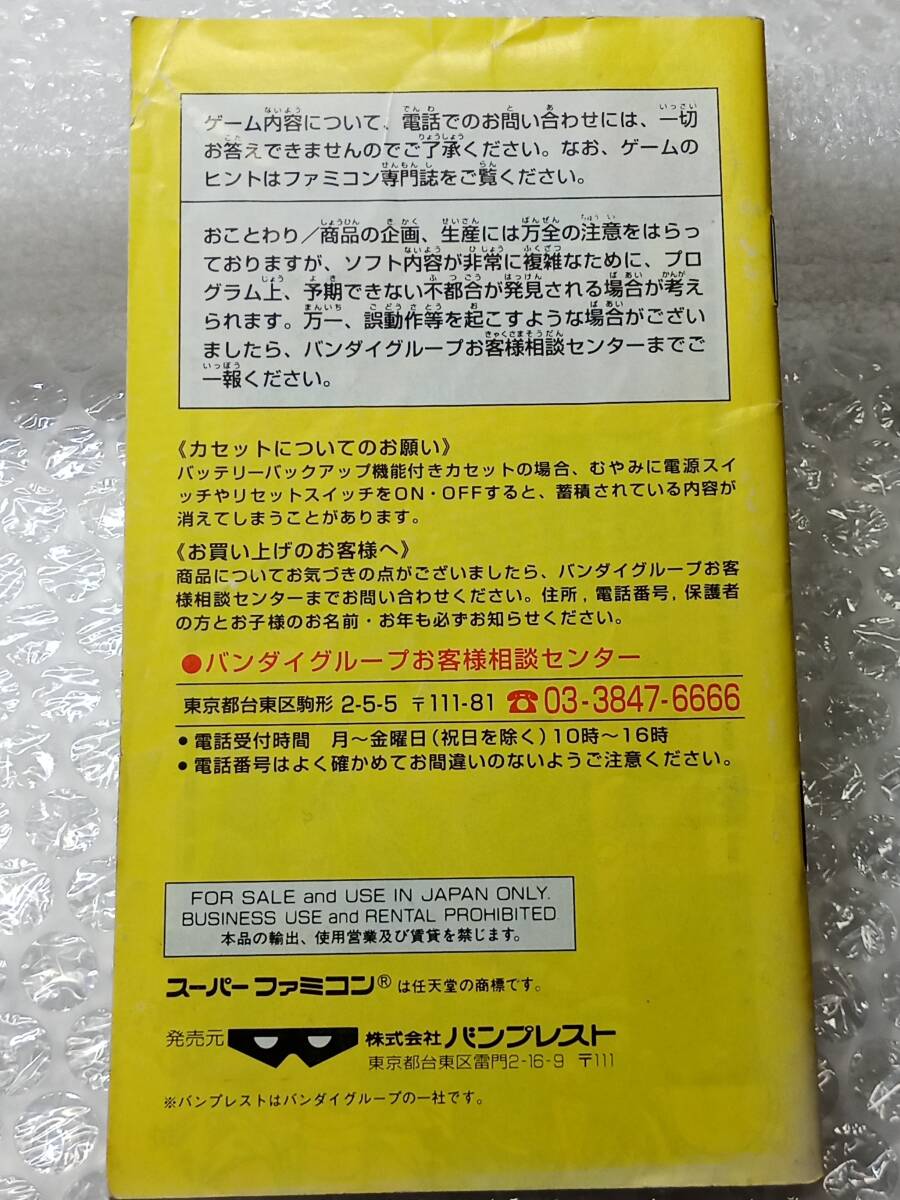 ゲーム内容について、電話でのお問い合わせには、一切
お答えできませんのでご了承ください。なお、ゲームの
ヒントはファミコン専門誌をご覧ください。
おことわり/商品の企画、生産には万全の注意をはらっ
ておりますが、ソフト内容が非常に複雑なために、プロ
グラム上、予期できない不都合が発見される場合が考え
られます。万一、誤動作等を起こすような場合がござい
ましたら、バンダイグループお客様相談センターまでご
一報ください。
《カセットについてのお願い》
バッテリーバックアップ機能付きカセットの場合、むやみに電源スイ
ッチやリセットスイッチをON・OFFすると、蓄積されている内容が
消えてしまうことがあります。
《お買い上げのお客様へ》
商品についてお気づきの点がございましたら、バンダイグループお客
様相談センターまでお問い合わせください。住所,電話番号,保護者
の方とお子様のお名前・お年も必ずお知らせください。
●バンダイグループお客様相談センター
東京都台東区駒形 2-5-5 〒111-81 ☎03-3847-6666
●電話受付時間 月~金曜日(祝日を除く)10時~16時
●電話番号はよく確かめてお間違いのないようご注意ください。
FOR SALE and USE IN JAPAN ONLY.
BUSINESS USE and RENTAL PROHIBITED.
本品の輸出、使用営業及び賃貸を禁じます。
スーパーファミコン®は任天堂の商標です。
発売元 株式会社 バンプレスト
東京都台東区雷門2-16-9 〒111
※バンプレストはバンダイグループの一社です。